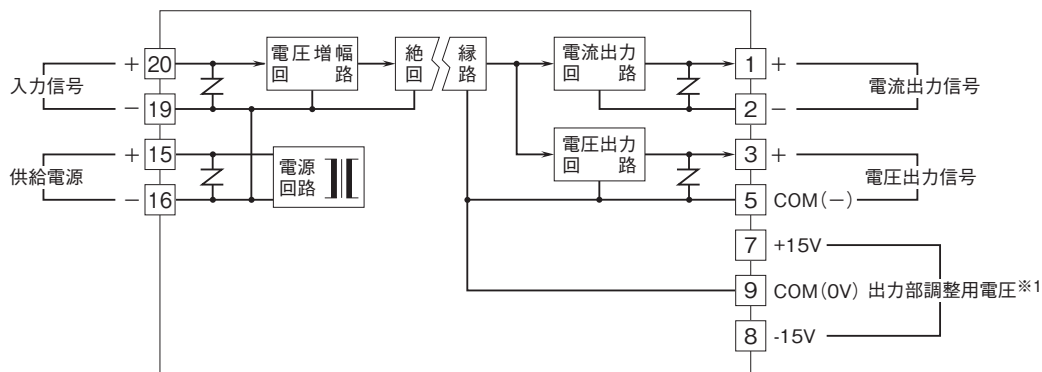 入力信号
+ 20
− 19
供給電源
+ 15
− 16
電圧増幅
回 路
絶 縁
回 路
電源
回路
電流出力
回 路
電圧出力
回 路
1 +
2 −
電流出力信号
3 +
5 COM(−)
電圧出力信号
7 +15V
9 COM(0V) 出力部調整用電圧※1
8 -15V